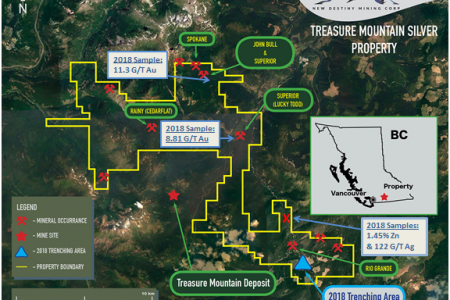 N
NEW DESTINY MINING CORP
TREASURE MOUNTAIN SILVER
PROPERTY
SPOKANE
2018 Sample:
11.3 G/T Au
JOHN BULL
&
SUPERIOR
SUPERIOR
(LUCKY TODD)
RAINY (CEDARFLAT)
2018 Sample:
8.81 G/T Au
BC
Vancouver
Property
LEGEND
- MINERAL OCCURRANCE
- MINE SITE
- 2018 TRENCHING AREA
- PROPERTY BOUNDARY
2018 Samples:
1.45% Zn
& 122 G/T Ag
RIO GRANDE
Treasure Mountain Deposit
2018 Trenching Area